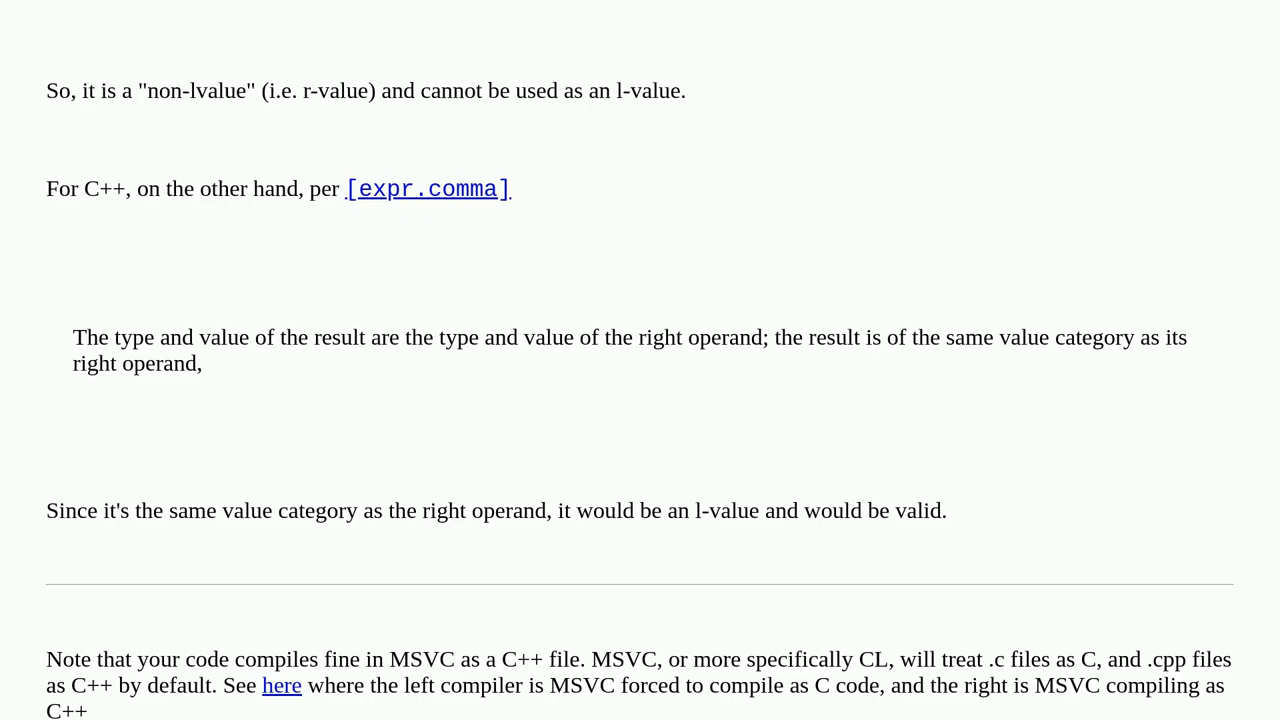 So, it is a "non-lvalue" (i.e. r-value) and cannot be used as an l-value.
For C++, on the other hand, per [expr.comma]
The type and value of the result are the type and value of the right operand; the result is of the same value category as its
right operand,
Since it's the same value category as the right operand, it would be an l-value and would be valid.
Note that your code compiles fine in MSVC as a C++ file. MSVC, or more specifically CL, will treat .c files as C, and .cpp files
as C++ by default. See here where the left compiler is MSVC forced to compile as C code, and the right is MSVC compiling as
C++